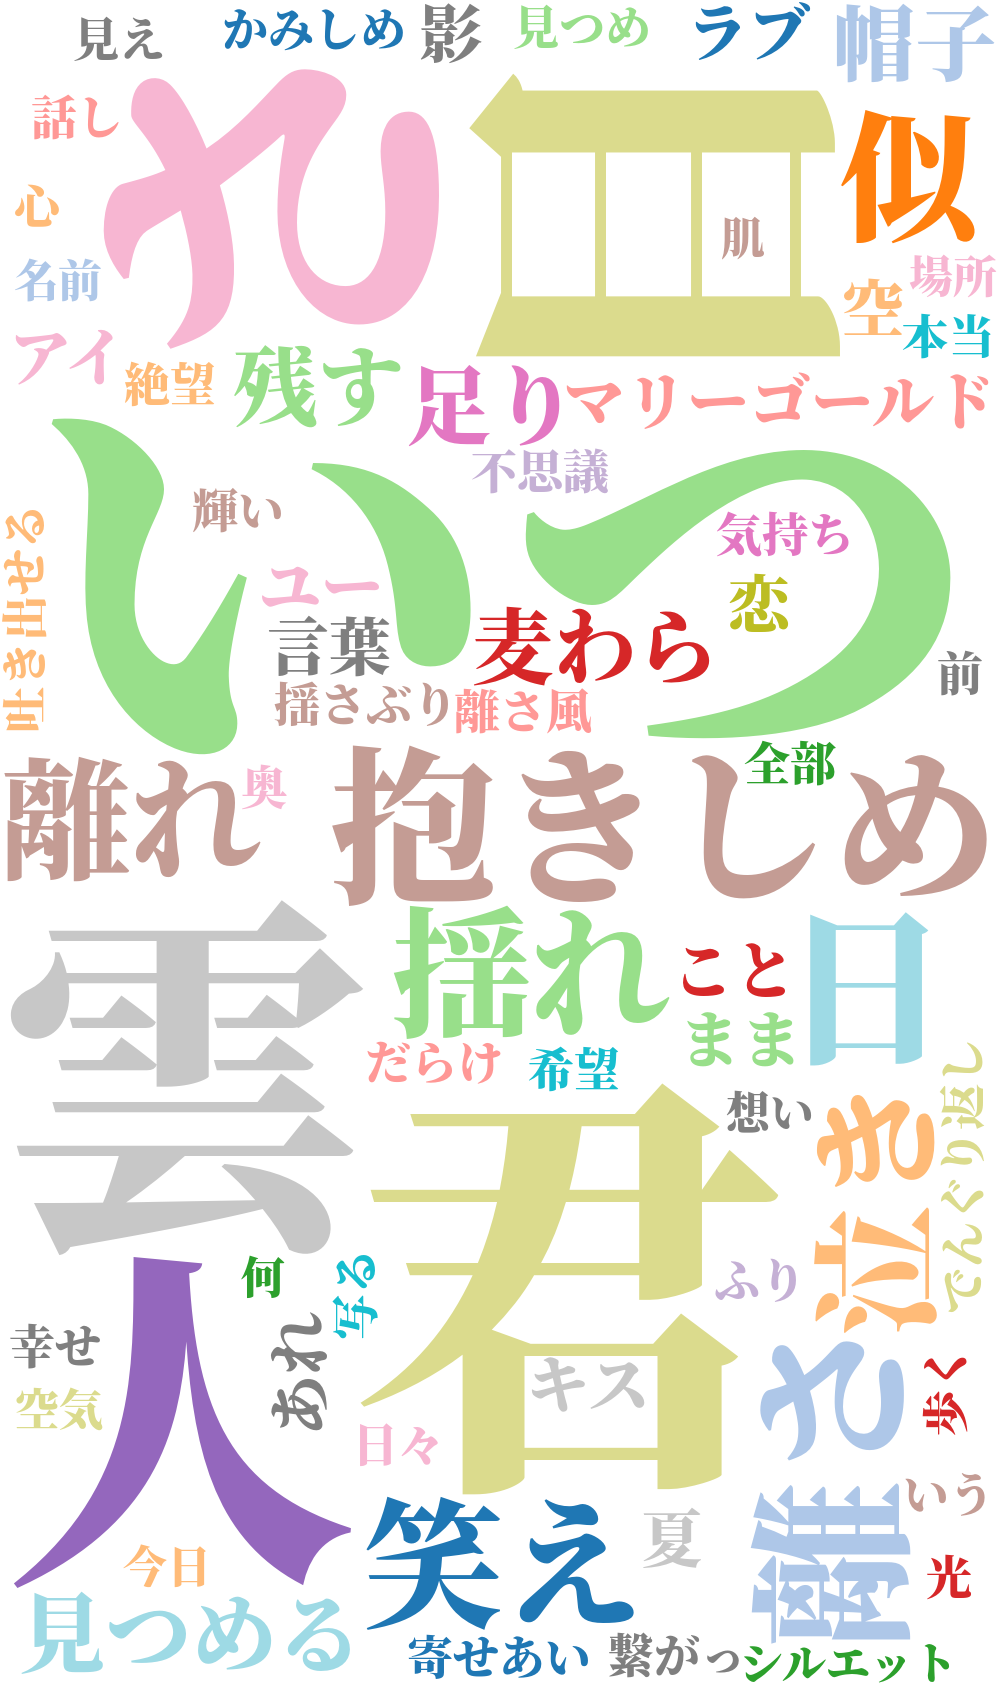 見え
かみしめ
影
見つめ
ラブ
帽子
話し
れ
目
似
心
肌
名前
空
場所
本当
アイ
絶望
残す
足り
マリーゴールド
いつ
不思議
輝い
気持ち
吐き出せる
ユー
恋
言葉
麦わら
前
揺さぶり
離さ
風
全部
離れ
奥
抱きしめ
雲
揺れ
こと
日
まま
だらけ
希望
でんぐり返し
想い
君
泣き
人
何
写る
ふり
あれ
幸せ
キス
離さ
歩く
空気
日々
いう
笑え
夏
今日
光
見つめる
寄せあい
繋がっ
シルエット